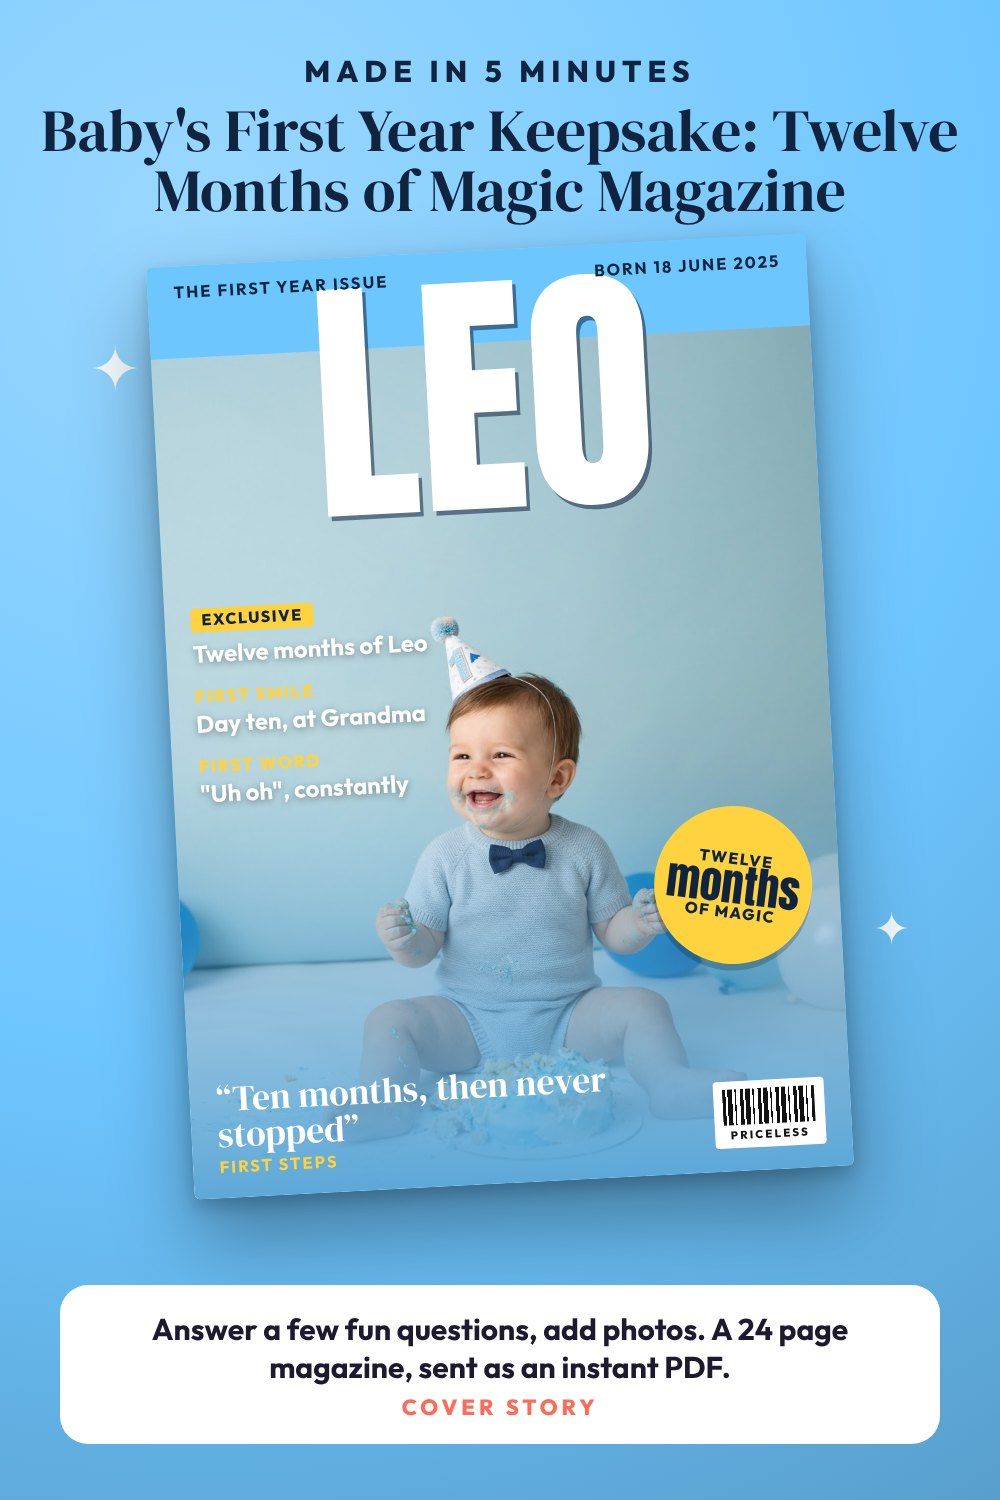 MADE IN 5 MINUTES
Baby's First Year Keepsake: Twelve
Months of Magic Magazine
THE FIRST YEAR ISSUE
BORN 18 JUNE 2025
LEO
EXCLUSIVE
Twelve months of Leo
FIRST SMILE
Day ten, at Grandma
FIRST WORD
"Uh oh", constantly
1
TWELVE
months
OF MAGIC
“Ten months, then never
stopped”
FIRST STEPS
PRICELESS
Answer a few fun questions, add photos. A 24 page
magazine, sent as an instant PDF.
COVER STORY